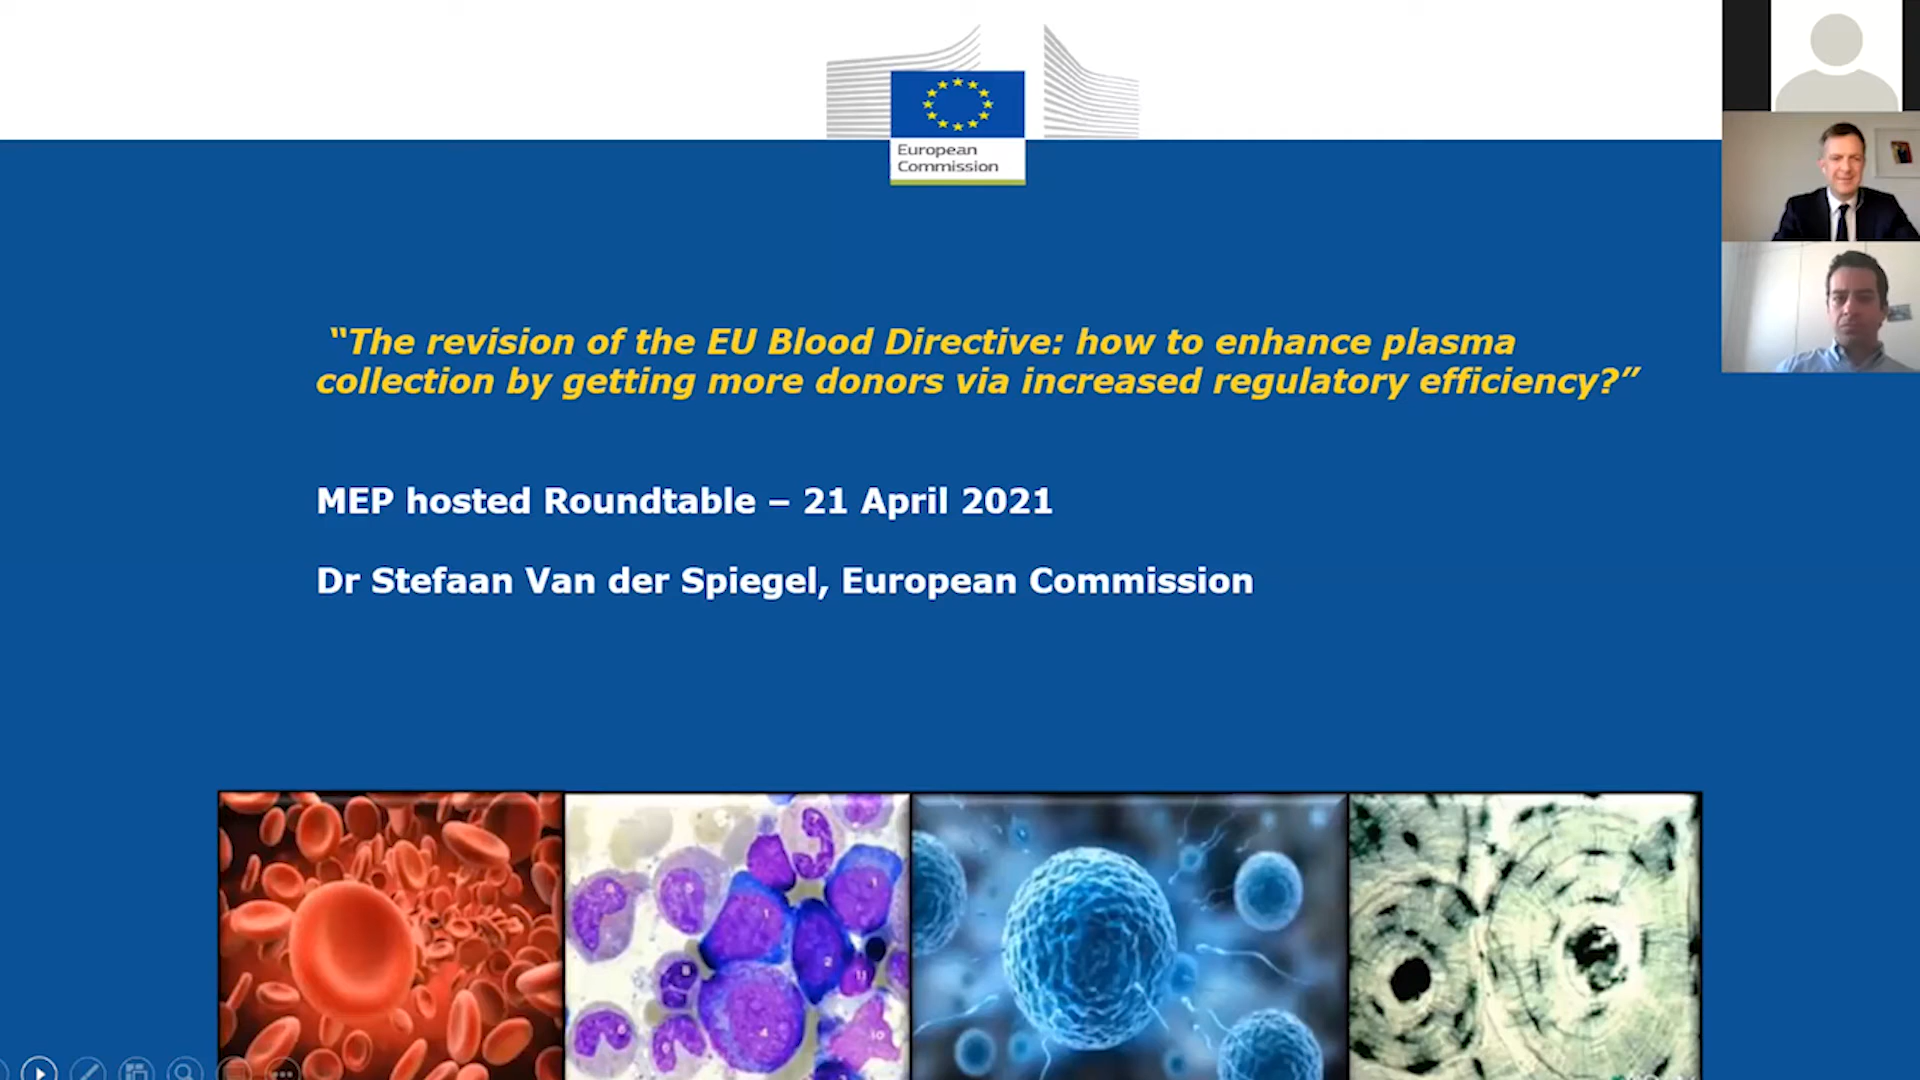 European
Commission
“The revision of the EU Blood Directive: how to enhance plasma
collection by getting more donors via increased regulatory efficiency?”
MEP hosted Roundtable – 21 April 2021
Dr Stefaan Van der Spiegel, European Commission